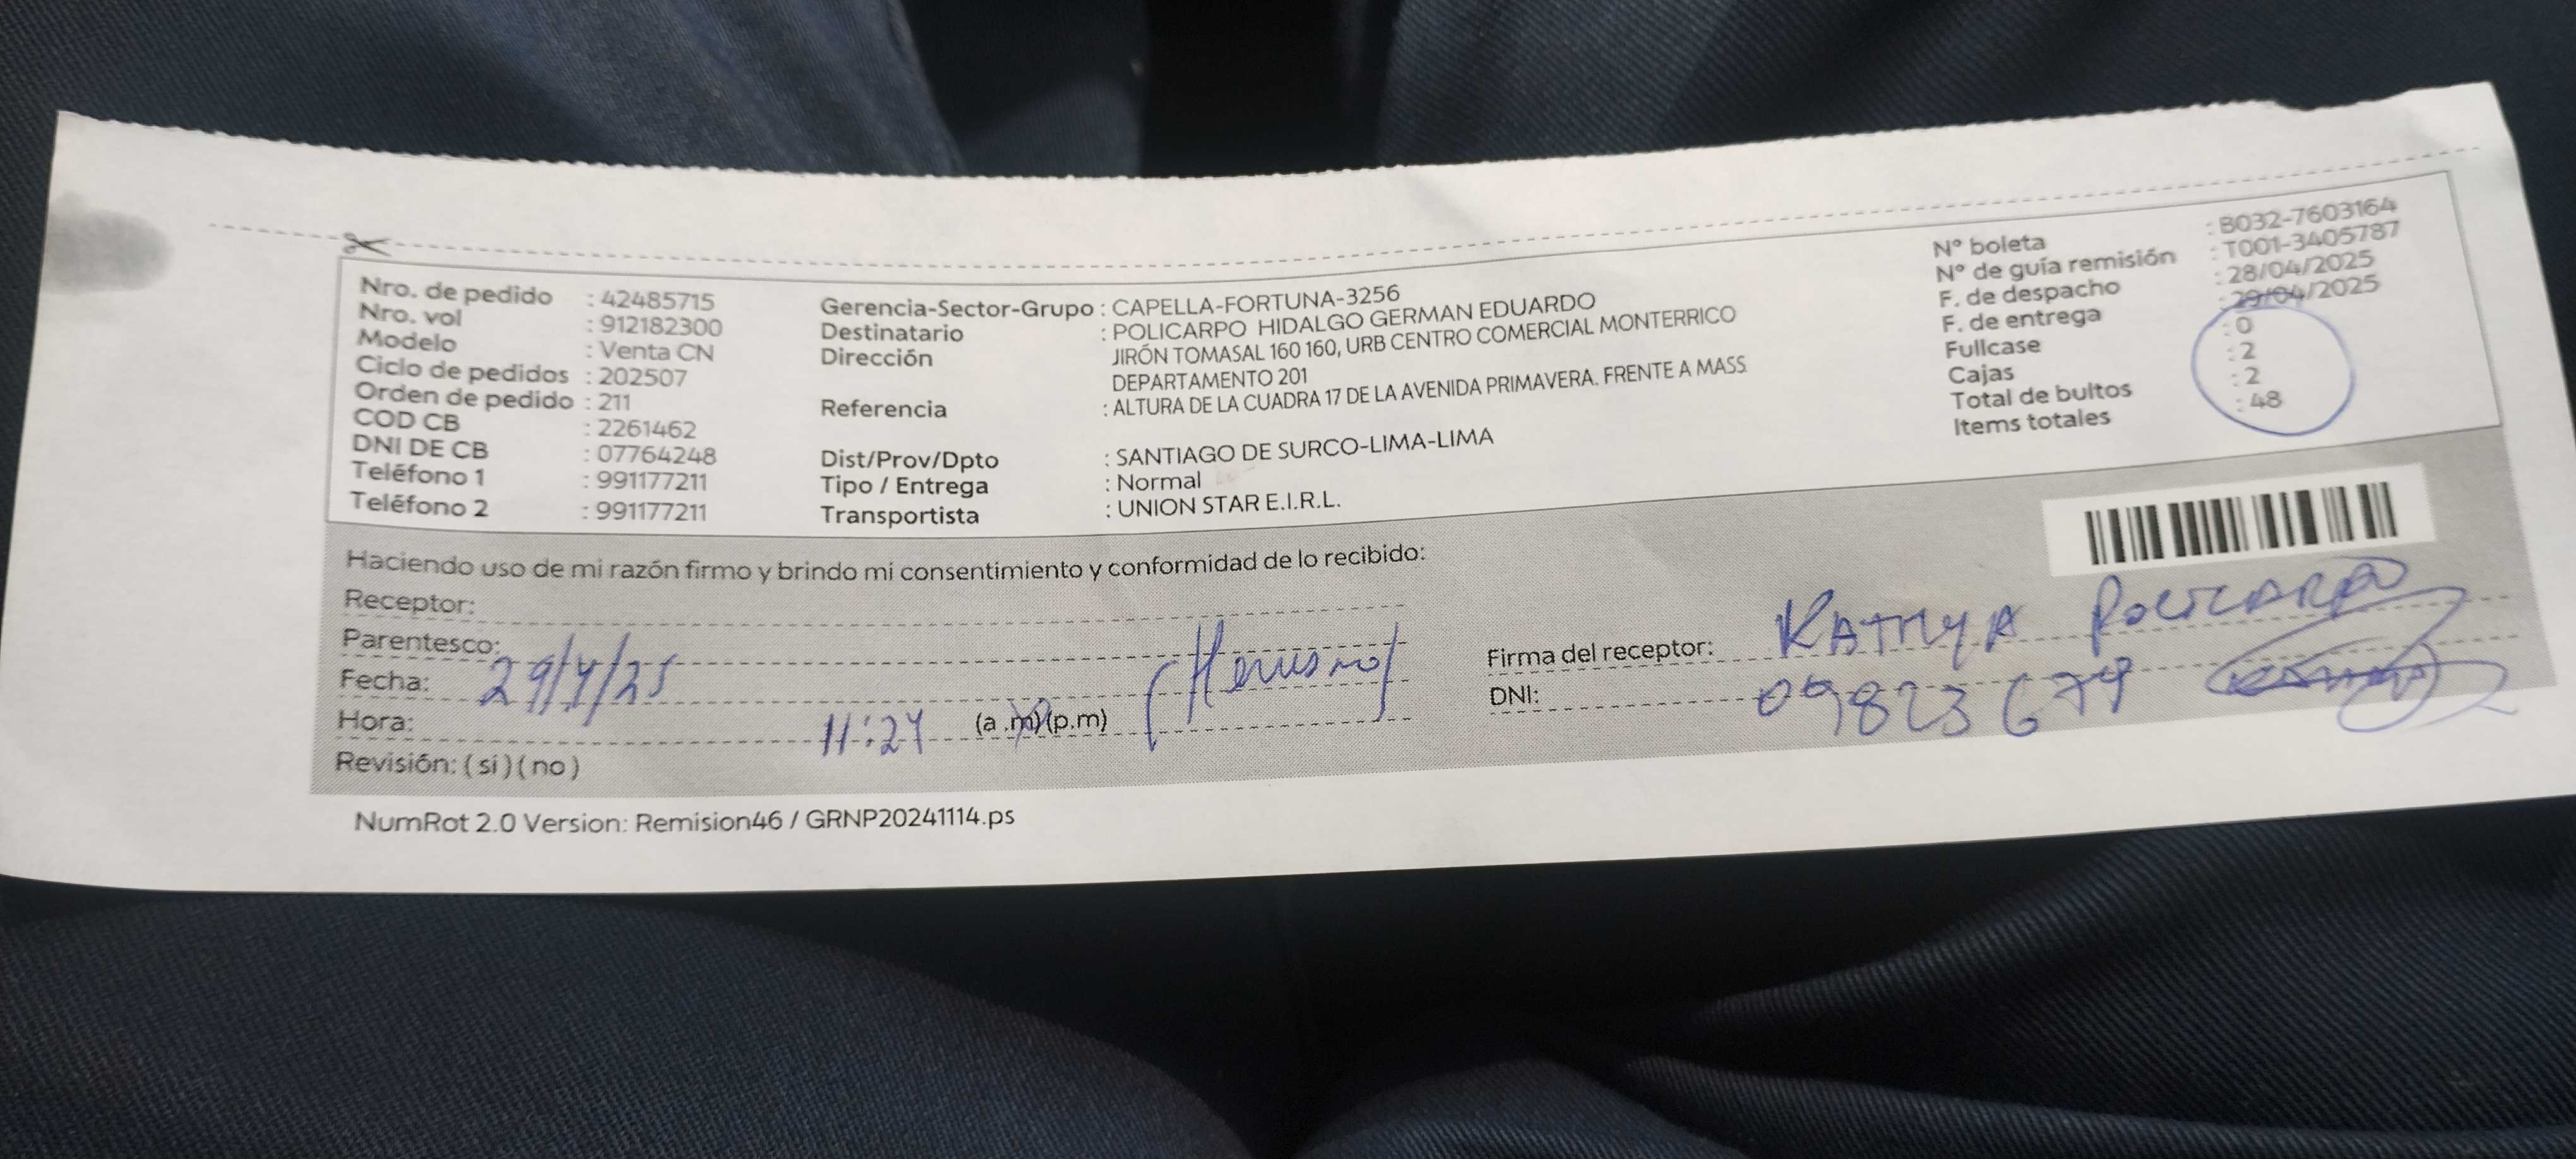 Nro. de pedido : 42485715
Nro. vol : 912182300
Modelo : Venta CN
Ciclo de pedidos : 202507
Orden de pedido : 211
COD CB : 2261462
DNI DE CB : 07764248
Teléfono 1 : 991177211
Teléfono 2 : 991177211
Gerencia-Sector-Grupo : CAPELLA-FORTUNA-3256
Destinatario : POLICARPO HIDALGO GERMAN EDUARDO
Dirección JIRÓN TOMASAL 160 160, URB CENTRO COMERCIAL MONTERRICO
DEPARTAMENTO 201
Referencia : ALTURA DE LA CUADRA 17 DE LA AVENIDA PRIMAVERA. FRENTE A MASS
Dist/Prov/Dpto : SANTIAGO DE SURCO-LIMA-LIMA
Tipo / Entrega : Normal
Transportista : UNION STAR E.I.R.L.
N° boleta : B032-7603164
N° de guía remisión : T001-3405787
F. de despacho : 28/04/2025
F. de entrega : 29/04/2025
Fullcase : 0
Cajas : 2
Total de bultos : 2
Items totales : 48
Haciendo uso de mi razón firmo y brindo mi consentimiento y conformidad de lo recibido:
Receptor:
Parentesco:
Fecha: 29/4/25
Hora: 11:24 (a .m)(p.m)
Revisión: (si) (no)
Firma del receptor: KATHYA POLICARPO
DNI: 09823679
NumRot 2.0 Version: Remision46 / GRNP20241114.ps